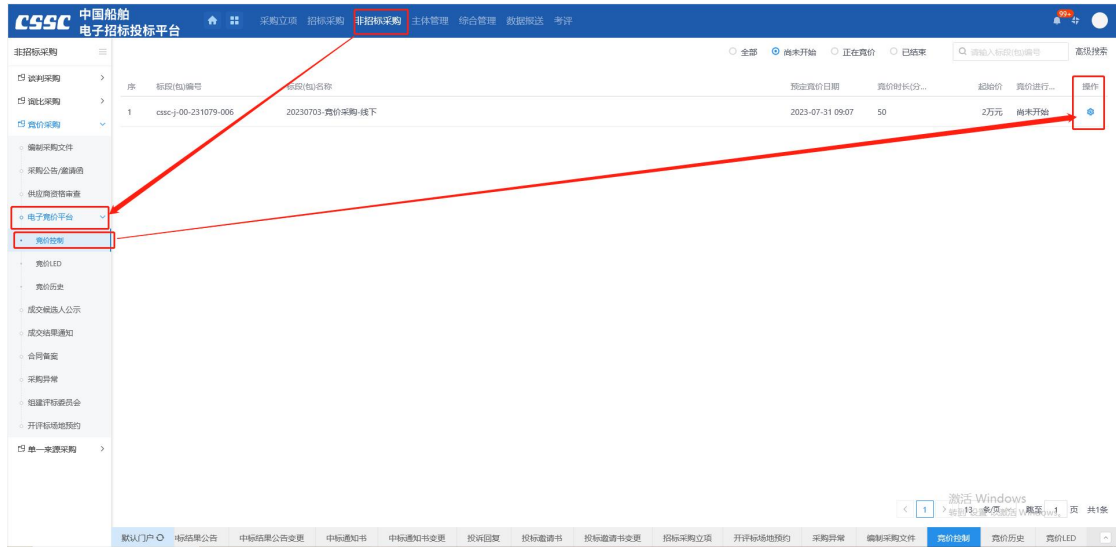 CSSC 中国船舶
电子招标投标平台
采购立项 招标采购 非招标采购 主体管理 综合管理 数据报送 考评
99+
非招标采购
全部 尚未开始 正在竞价 已结束
请输入标段(包)编号
高级搜索
谈判采购
询比采购
竞价采购
编制采购文件
采购公告/邀请函
供应商资格审查
电子竞价平台
竞价控制
竞价LED
竞价历史
成交候选人公示
成交结果通知
合同备案
采购异常
组建评标委员会
开评标场地预约
单一来源采购
序 标段(包)编号 标段(包)名称 预定竞价日期 竞价时长(分... 起始价 竞价进行... 操作
1 cssc-j-00-231079-006 20230703-竞价采购-线下 2023-07-31 09:07 50 2万元 尚未开始
激活 Windows
1 13 条/页 跳至 1 页 共1条
默认门户 中标结果公告 中标结果公告变更 中标通知书 中标通知书变更 投诉回复 投标邀请书 投标邀请书变更 招标采购立项 开评标场地预约 采购异常 编制采购文件 竞价控制 竞价历史 竞价LED